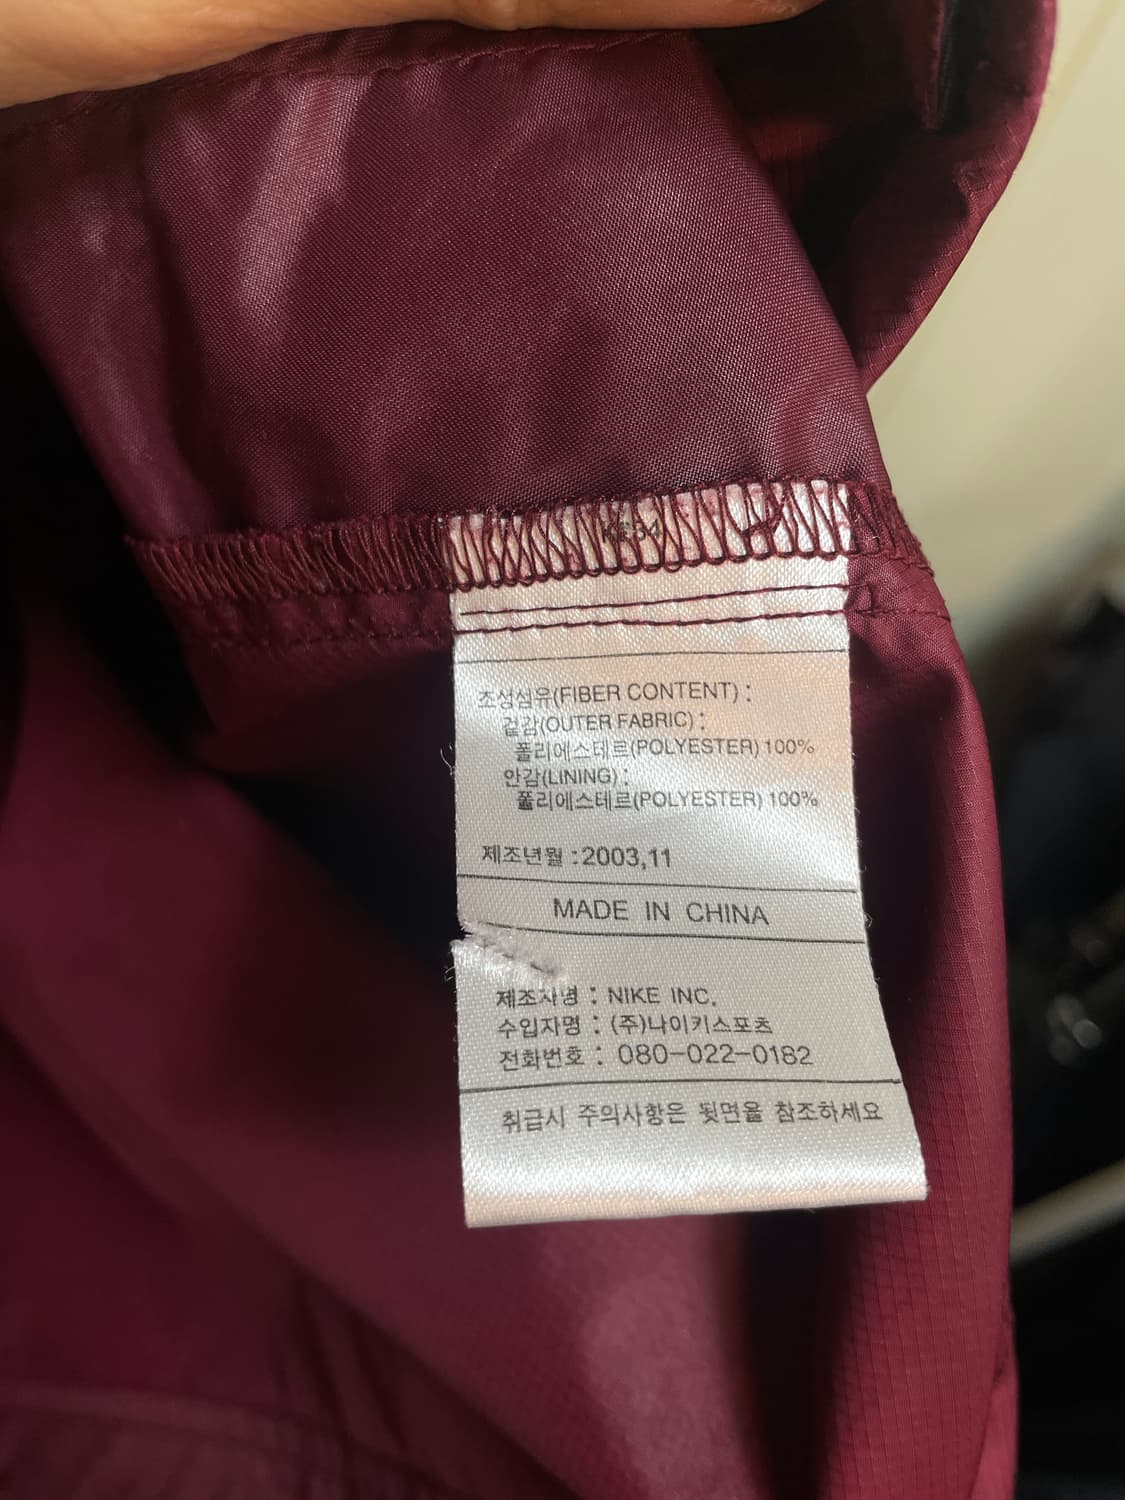 조성섬유(FIBER CONTENT) :
겉감(OUTER FABRIC) :
폴리에스테르(POLYESTER) 100%
안감(LINING) :
폴리에스테르(POLYESTER) 100%
제조년월 : 2003,11
MADE IN CHINA
제조자명 : NIKE INC.
수입자명 : (주)나이키스포츠
전화번호 : 080-022-0182
취급시 주의사항은 뒷면을 참조하세요